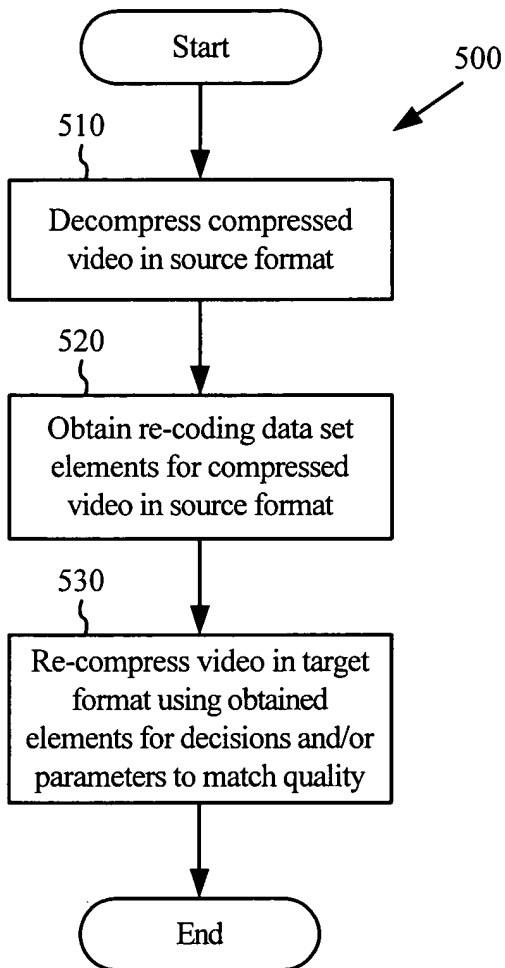 Start
500
510
Decompress compressed
video in source format
520
Obtain re-coding data set
elements for compressed
video in source format
530
Re-compress video in target
format using obtained
elements for decisions and/or
parameters to match quality
End